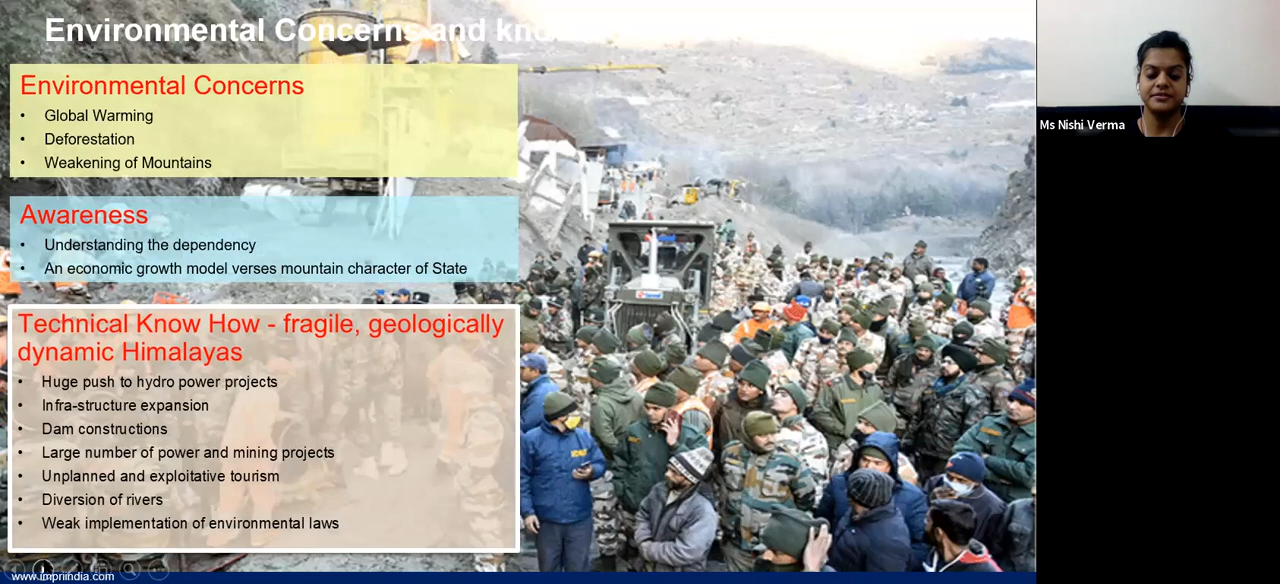 Environmental Concerns and kno
Environmental Concerns
• Global Warming
• Deforestation
• Weakening of Mountains
Awareness
• Understanding the dependency
• An economic growth model verses mountain character of State
Technical Know How - fragile, geologically
dynamic Himalayas
• Huge push to hydro power projects
• Infra-structure expansion
• Dam constructions
• Large number of power and mining projects
• Unplanned and exploitative tourism
• Diversion of rivers
• Weak implementation of environmental laws
www.impriindia.com
Ms Nishi Verma